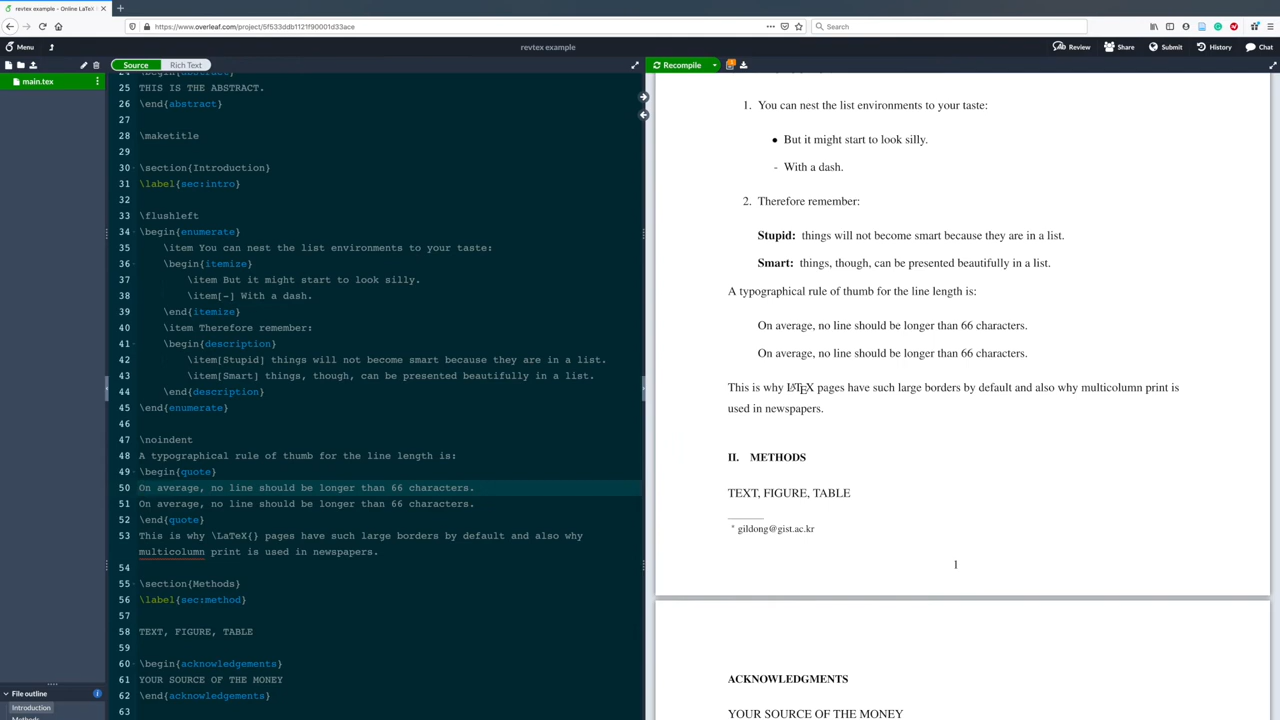 revtex example - Online LaTeX
https://www.overleaf.com/project/5f533ddb1121f90001d33ace
Search
Menu
revtex example
Review
Share
Submit
History
Chat
Source
Rich Text
Recompile
main.tex
24 \begin{abstract}
25 THIS IS THE ABSTRACT.
26 \end{abstract}
27
28 \maketitle
29
30 \section{Introduction}
31 \label{sec:intro}
32
33 \flushleft
34 \begin{enumerate}
35 \item You can nest the list environments to your taste:
36 \begin{itemize}
37 \item But it might start to look silly.
38 \item[-] With a dash.
39 \end{itemize}
40 \item Therefore remember:
41 \begin{description}
42 \item[Stupid] things will not become smart because they are in a list.
43 \item[Smart] things, though, can be presented beautifully in a list.
44 \end{description}
45 \end{enumerate}
46
47 \noindent
48 A typographical rule of thumb for the line length is:
49 \begin{quote}
50 On average, no line should be longer than 66 characters.
51 On average, no line should be longer than 66 characters.
52 \end{quote}
53 This is why \LaTeX{} pages have such large borders by default and also why
multicolumn print is used in newspapers.
54
55 \section{Methods}
56 \label{sec:method}
57
58 TEXT, FIGURE, TABLE
59
60 \begin{acknowledgements}
61 YOUR SOURCE OF THE MONEY
62 \end{acknowledgements}
63
File outline
Introduction
Methods
1. You can nest the list environments to your taste:
• But it might start to look silly.
- With a dash.
2. Therefore remember:
Stupid: things will not become smart because they are in a list.
Smart: things, though, can be presented beautifully in a list.
A typographical rule of thumb for the line length is:
On average, no line should be longer than 66 characters.
On average, no line should be longer than 66 characters.
This is why LATEX pages have such large borders by default and also why multicolumn print is
used in newspapers.
II. METHODS
TEXT, FIGURE, TABLE
* gildong@gist.ac.kr
1
ACKNOWLEDGMENTS
YOUR SOURCE OF THE MONEY